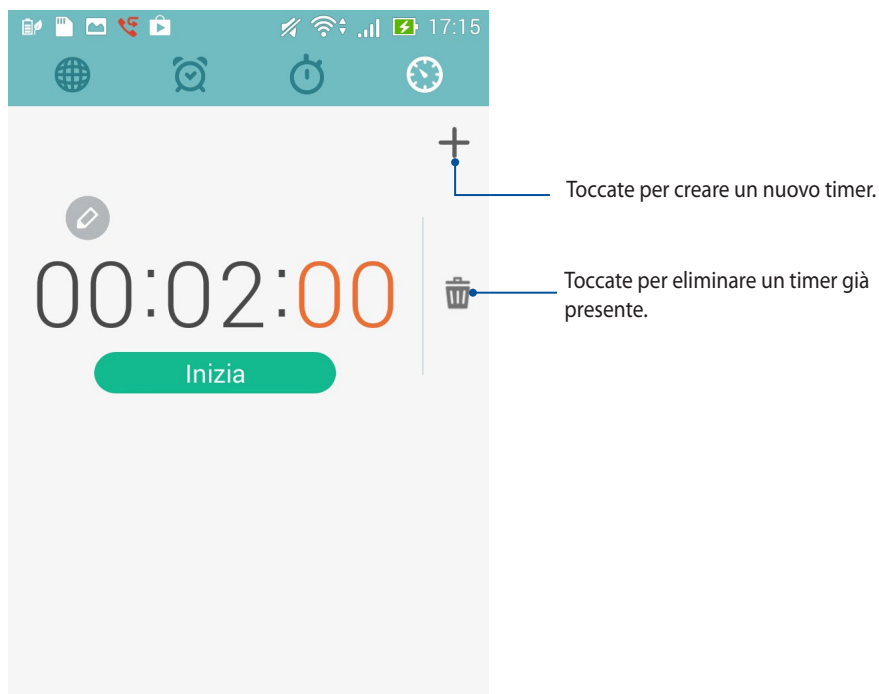 17:15
Toccate per creare un nuovo timer.
00:02:00
Toccate per eliminare un timer già
presente.
Inizia